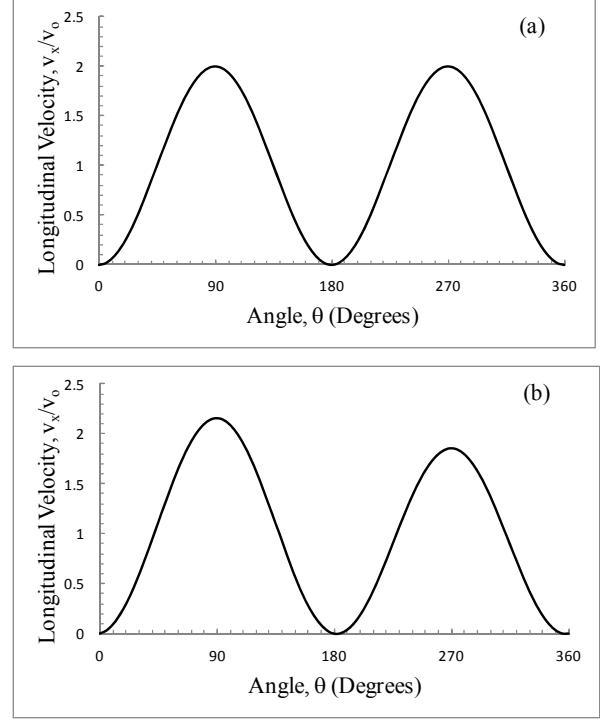 (a)
Longitudinal Velocity, vₓ/vₒ
2.5
2
1.5
1
0.5
0
0 90 180 270 360
Angle, θ (Degrees)
(b)
Longitudinal Velocity, vₓ/vₒ
2.5
2
1.5
1
0.5
0
0 90 180 270 360
Angle, θ (Degrees)